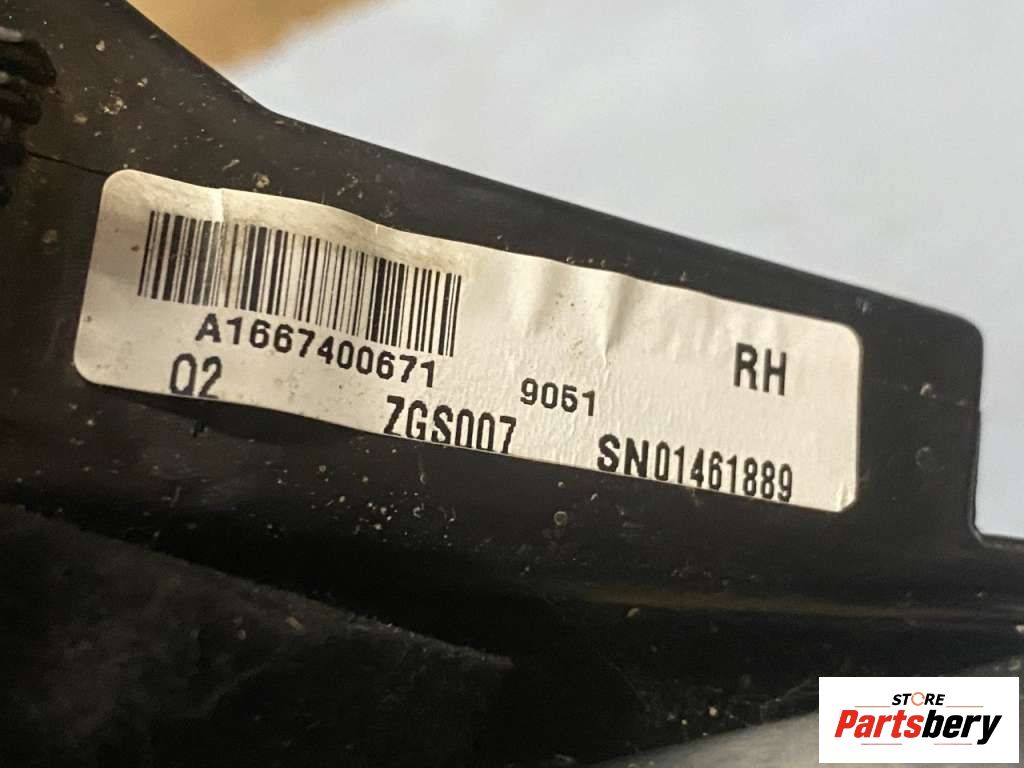 A1667400671
9051
RH
Q2
ZGS007
SN01461889
STORE
Partsbery